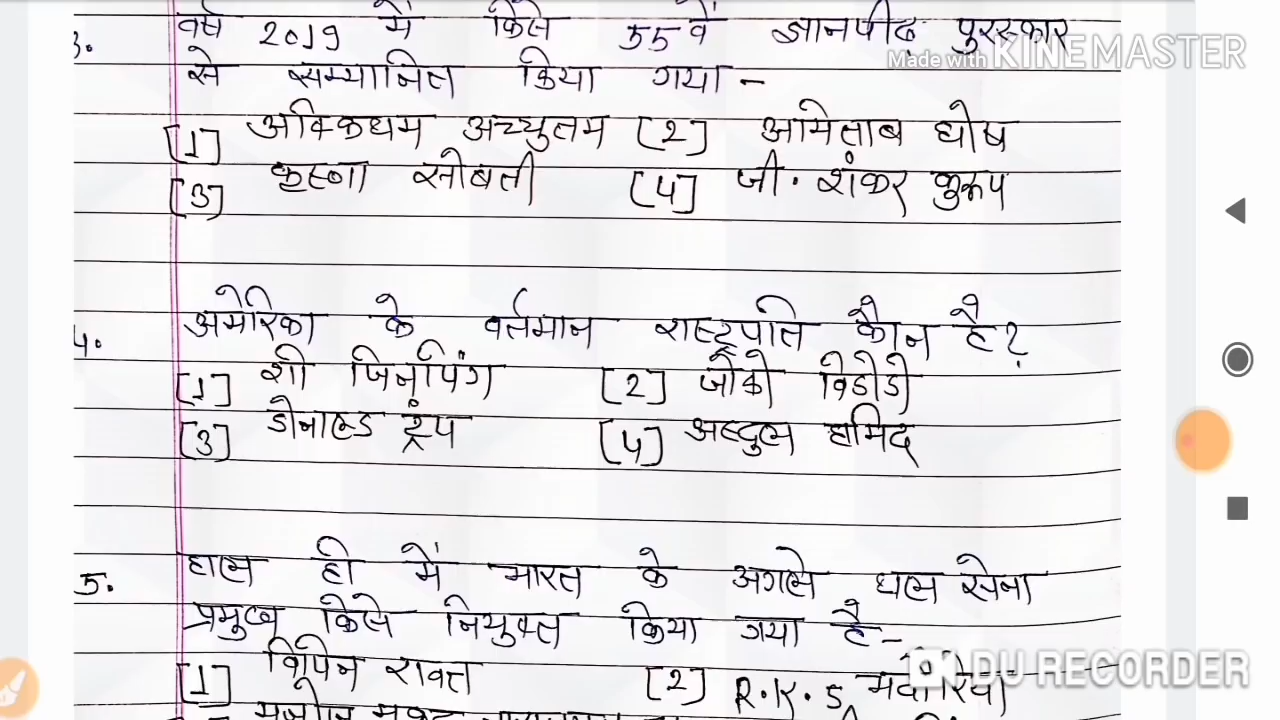 3. वर्ष 2019 में किसे 55वें ज्ञानपीठ पुरस्कार
Made with KINEMASTER
से सम्मानित किया गया -
[1] अक्किथम अच्युतम [2] अमिताब घोष
[3] कृष्णा सोबती [4] जी. शंकर कुरूप
4. अमेरिका के वर्तमान राष्ट्रपति कौन है?
[1] शी जिनपिंग [2] जोको विडोडो
[3] डोनाल्ड ट्रंप [4] अब्दुल हामिद
5. हाल ही में भारत के अगले थल सेना
प्रमुख किसे नियुक्त किया गया है -
[1] विपिन रावत [2] R.K.S.
DU RECORDER